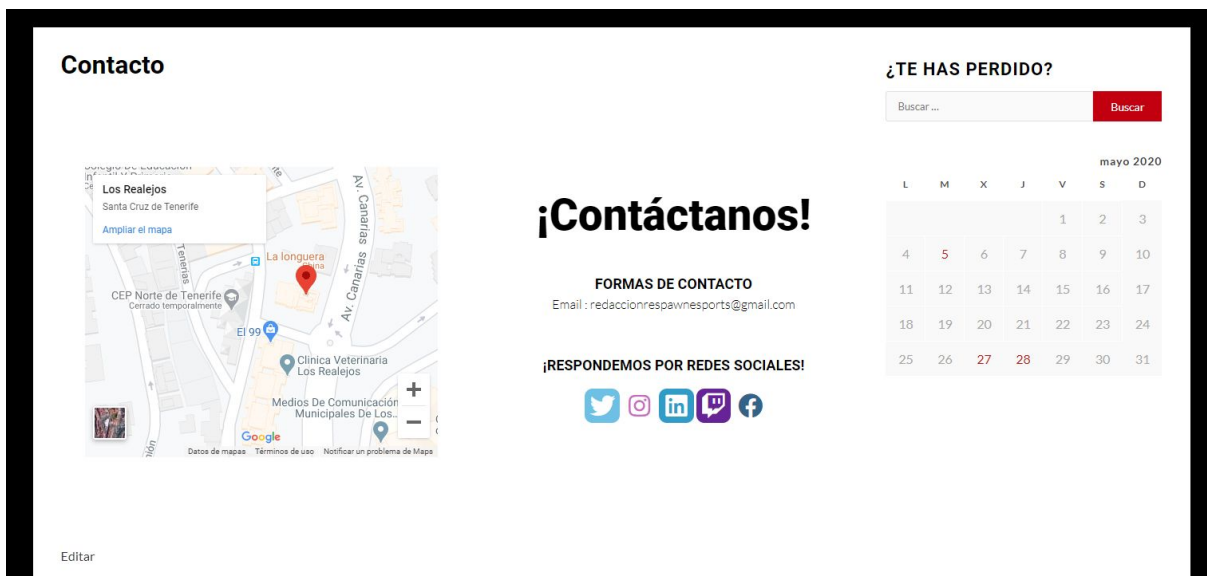 Contacto
Los Realejos
Santa Cruz de Tenerife
Ampliar el mapa
Av. Canarias
Av. Canarias
Tenerias
La longuera
China
CEP Norte de Tenerife
Cerrado temporalmente
El 99
Clinica Veterinaria
Los Realejos
Medios De Comunicación
Municipales De Los...
+
−
Google
Datos de mapas Términos de uso Notificar un problema de Maps
¡Contáctanos!
FORMAS DE CONTACTO
Email : redaccionrespawnesports@gmail.com
¡RESPONDEMOS POR REDES SOCIALES!
in
¿TE HAS PERDIDO?
Buscar ... Buscar
mayo 2020
L M X J V S D
1 2 3
4 5 6 7 8 9 10
11 12 13 14 15 16 17
18 19 20 21 22 23 24
25 26 27 28 29 30 31
Editar